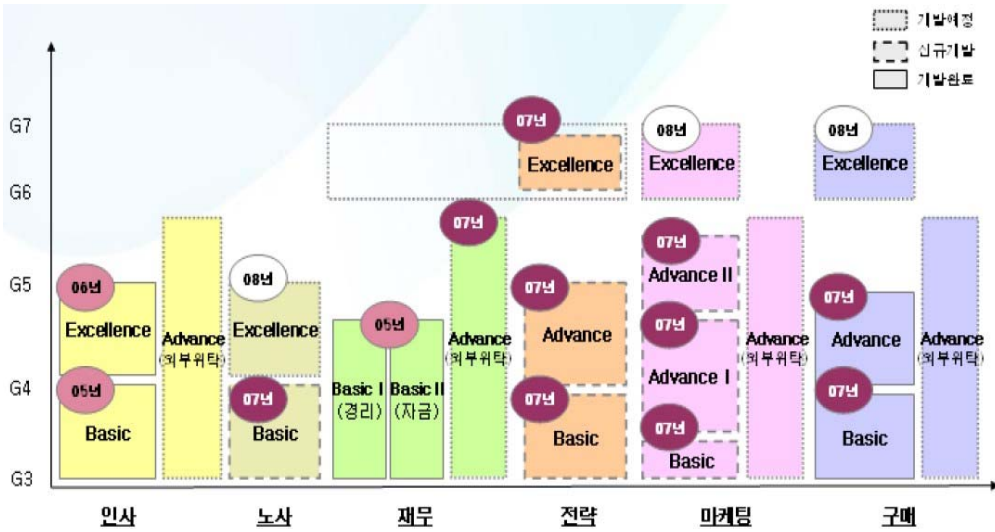 개발예정
신규개발
개발완료
G7
07년
08년
08년
Excellence
Excellence
Excellence
G6
07년
07년
G5
06년
08년
07년
Advance II
07년
05년
07년
Excellence
Advance
(외부위탁)
Excellence
Advance
(외부위탁)
Advance
Advance I
Advance
(외부위탁)
Advance
Advance
(외부위탁)
G4
05년
07년
Basic I
(경리)
Basic II
(자금)
07년
07년
07년
Basic
Basic
Basic
Basic
Basic
G3
인사
노사
재무
전략
마케팅
구매